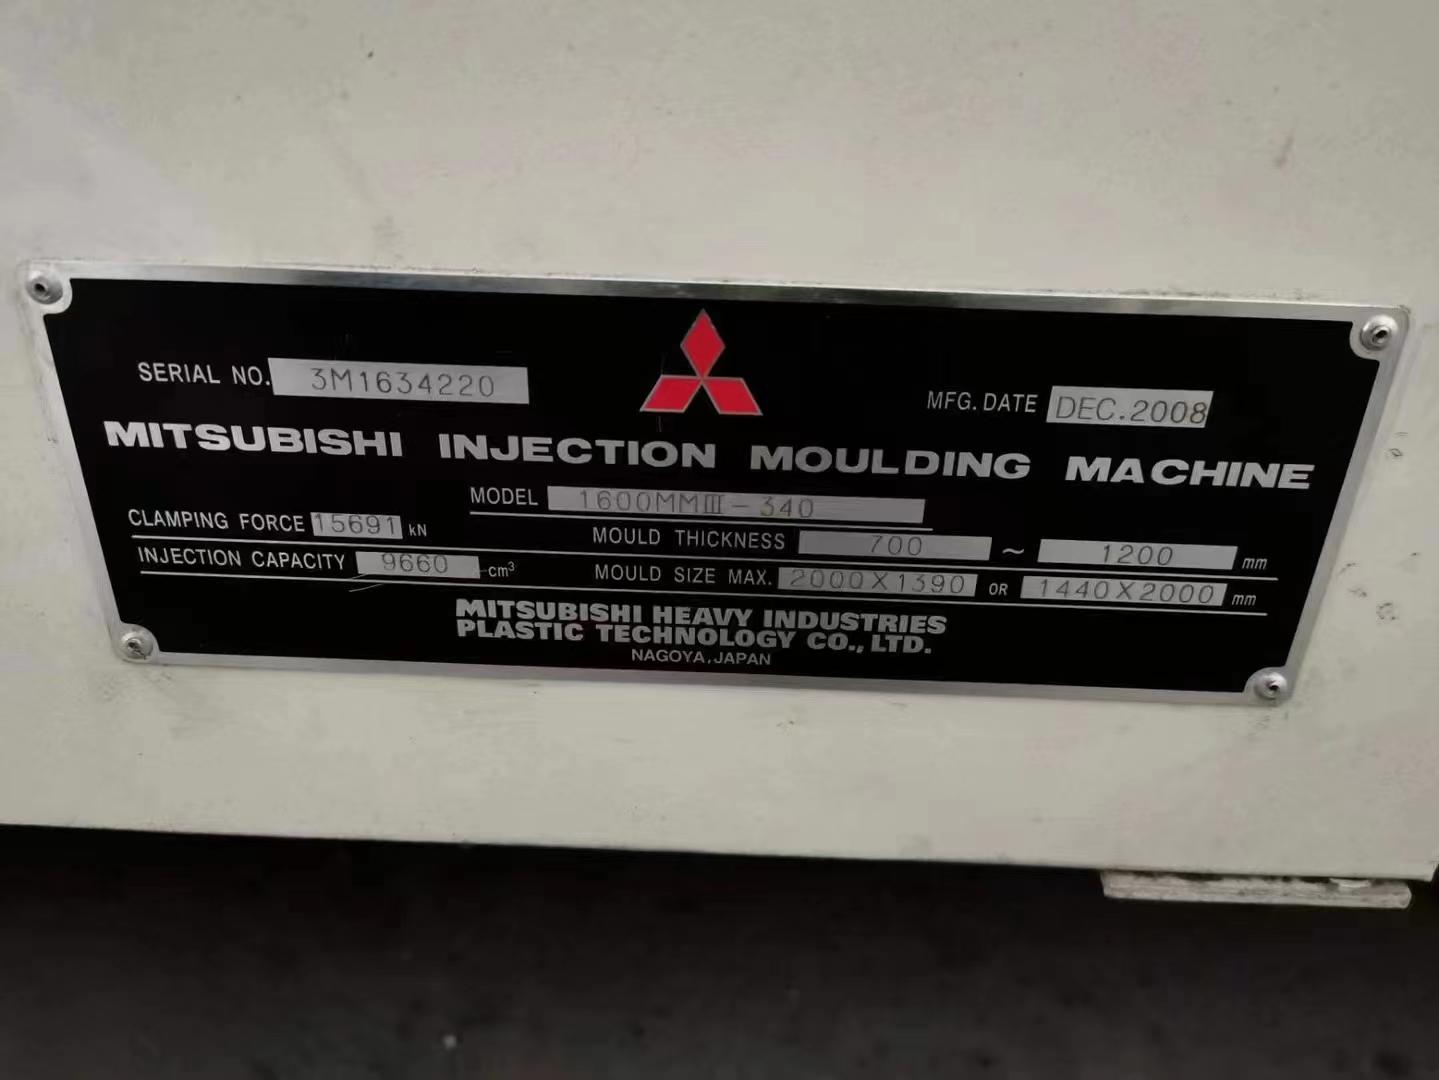 SERIAL NO. 3M1634220
MFG. DATE DEC.2008
MITSUBISHI INJECTION MOULDING MACHINE
MODEL 1600MMIII-340
CLAMPING FORCE 15691 kN
MOULD THICKNESS 700 ~ 1200 mm
INJECTION CAPACITY 9660 cm³
MOULD SIZE MAX. 2000X1390 OR 1440X2000 mm
MITSUBISHI HEAVY INDUSTRIES
PLASTIC TECHNOLOGY CO., LTD.
NAGOYA, JAPAN